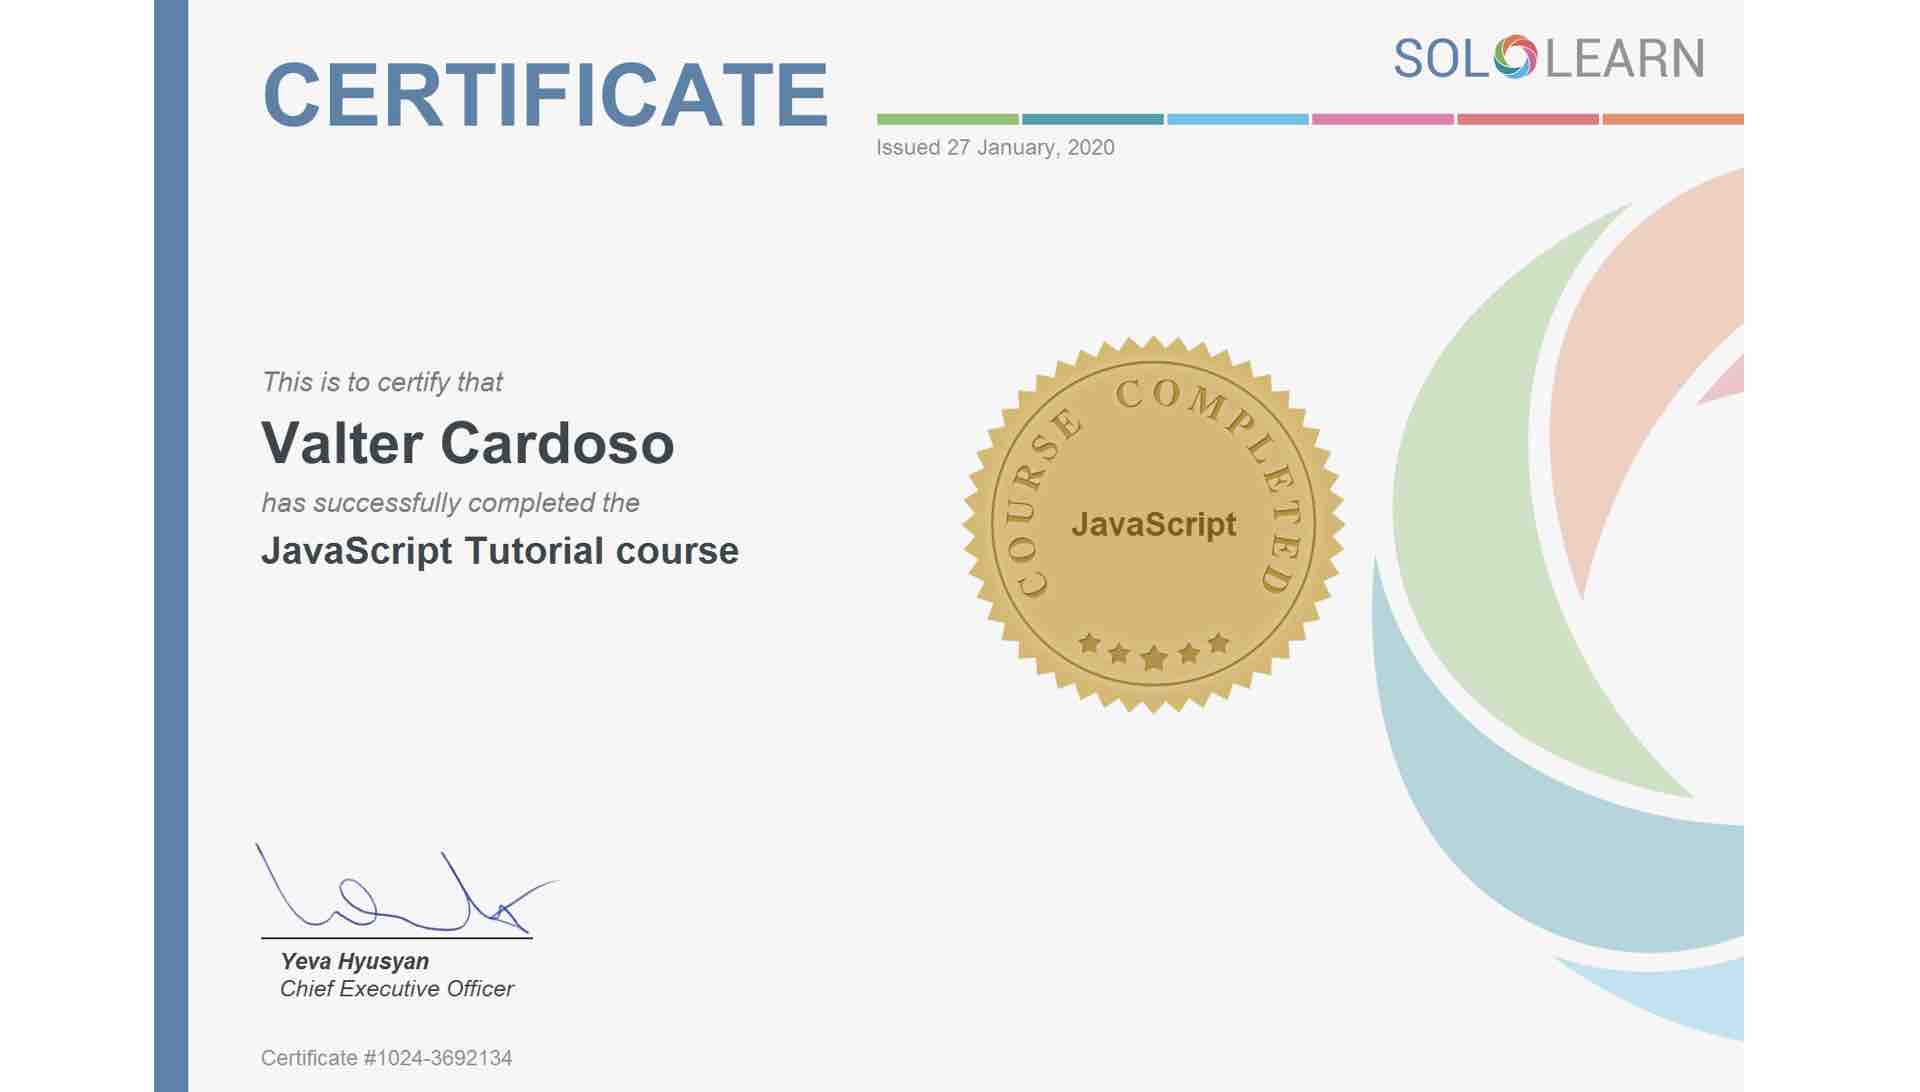 CERTIFICATE
SOLOLEARN
Issued 27 January, 2020
This is to certify that
Valter Cardoso
has successfully completed the
JavaScript Tutorial course
COURSE COMPLETED
JavaScript
Yeva Hyusyan
Chief Executive Officer
Certificate #1024-3692134